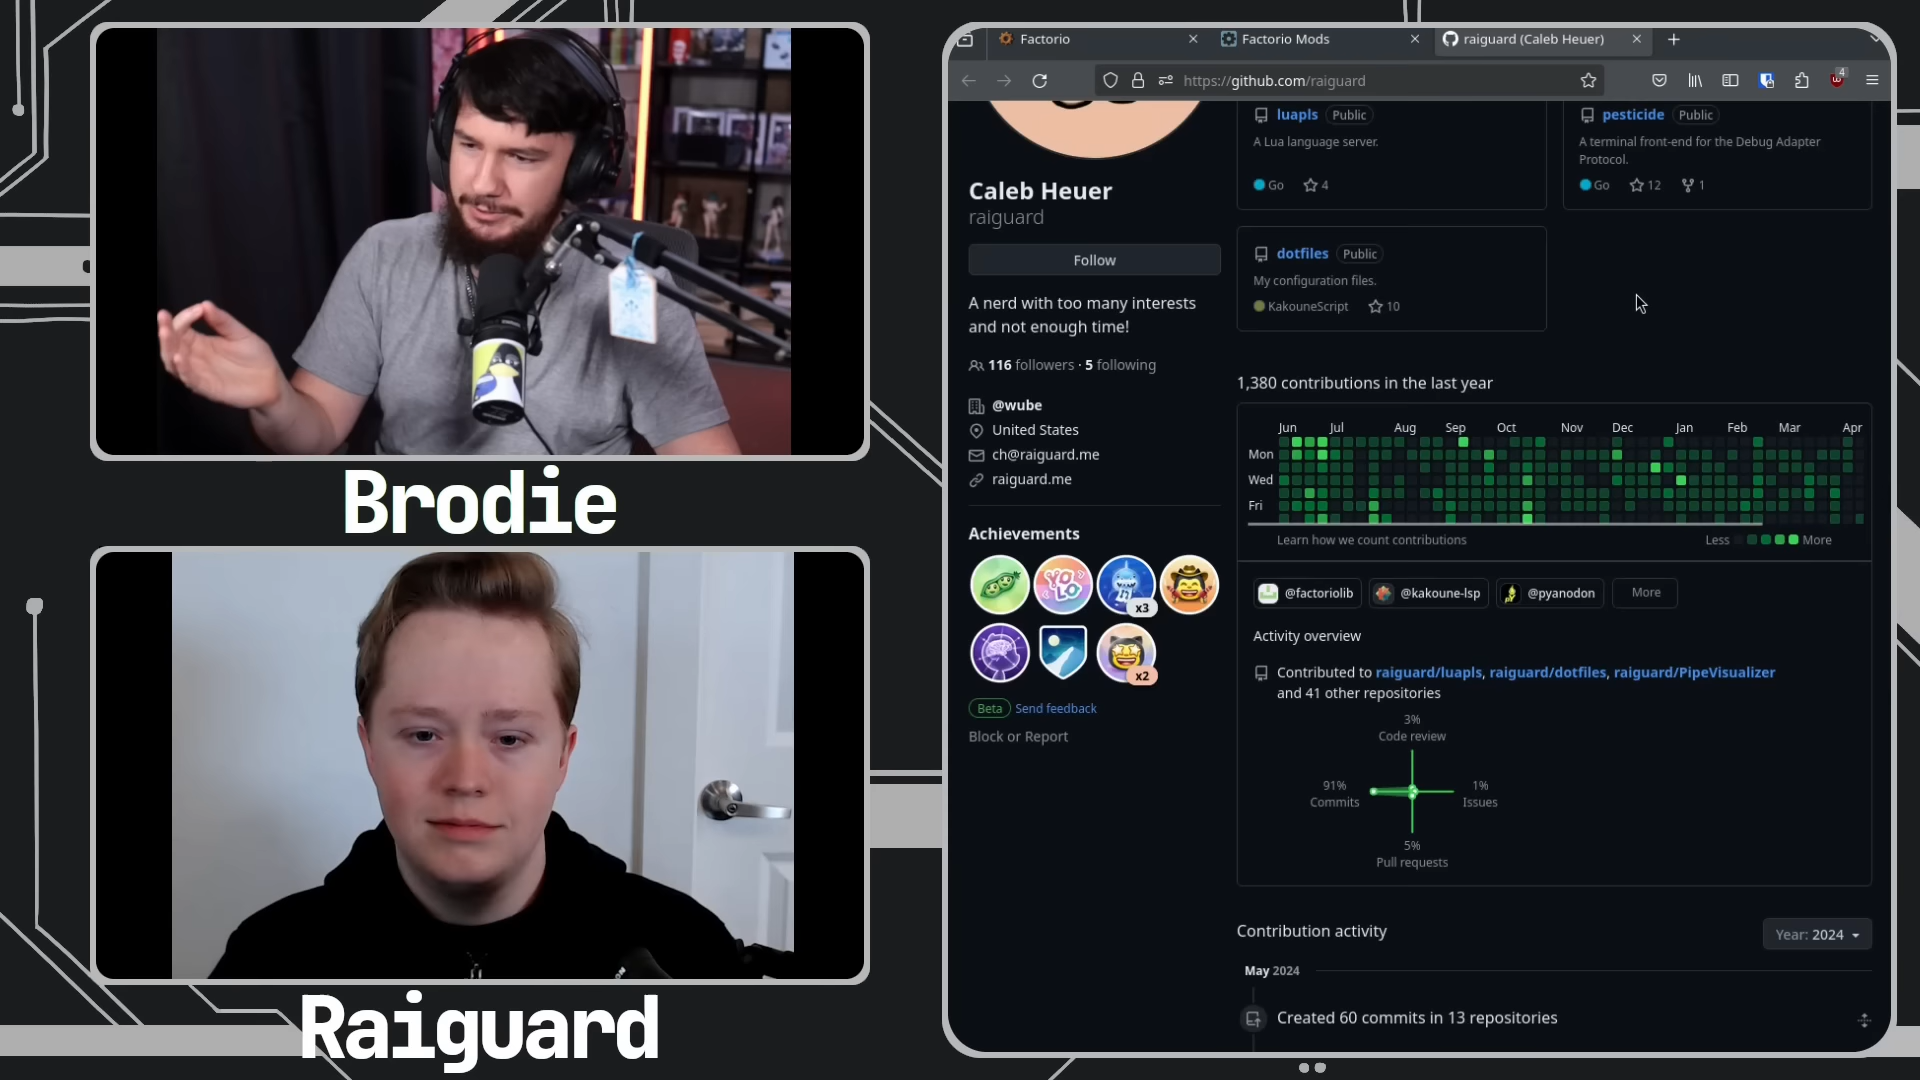 Brodie
Raiguard
Factorio
Factorio Mods
raiguard (Caleb Heuer)
https://github.com/raiguard
4
Caleb Heuer
raiguard
Follow
A nerd with too many interests
and not enough time!
116 followers · 5 following
@wube
United States
ch@raiguard.me
raiguard.me
Achievements
YOLO
x3
x2
Beta Send feedback
Block or Report
luapls Public
A Lua language server.
Go 4
pesticide Public
A terminal front-end for the Debug Adapter
Protocol.
Go 12 1
dotfiles Public
My configuration files.
KakouneScript 10
1,380 contributions in the last year
Jun Jul Aug Sep Oct Nov Dec Jan Feb Mar Apr
Mon
Wed
Fri
Learn how we count contributions
Less More
@factoriolib @kakoune-lsp @pyanodon More
Activity overview
Contributed to raiguard/luapls, raiguard/dotfiles, raiguard/PipeVisualizer
and 41 other repositories
3%
Code review
91%
Commits
1%
Issues
5%
Pull requests
Contribution activity
Year: 2024
May 2024
Created 60 commits in 13 repositories